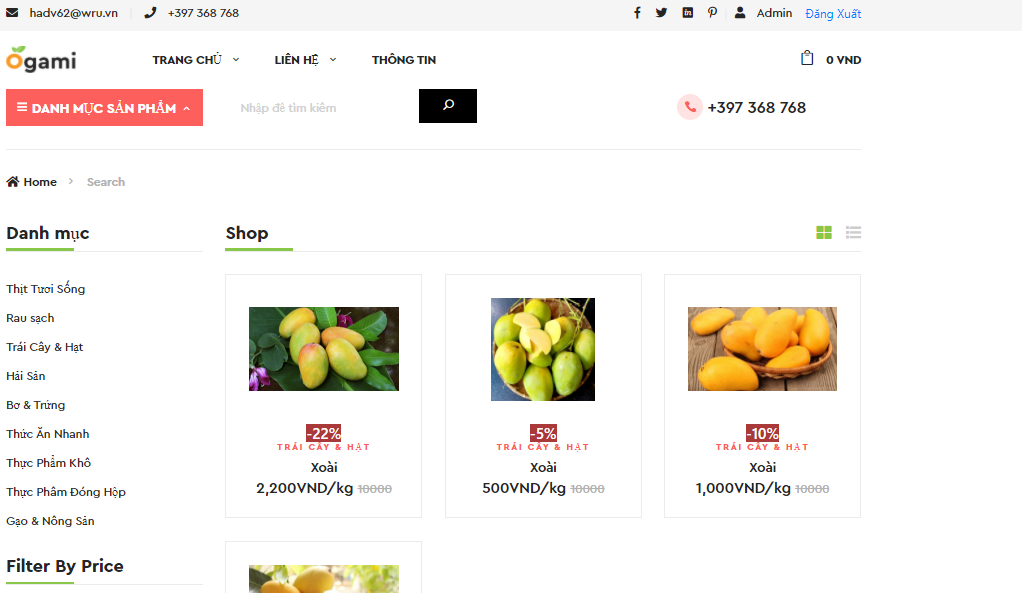 hadv62@wru.vn +397 368 768 Admin Đăng Xuất
Ogami TRANG CHỦ LIÊN HỆ THÔNG TIN 0 VND
DANH MỤC SẢN PHẨM Nhập để tìm kiếm +397 368 768
Home Search
Danh mục
Thịt Tươi Sống
Rau sạch
Trái Cây & Hạt
Hải Sản
Bơ & Trứng
Thức Ăn Nhanh
Thực Phẩm Khô
Thực Phẩm Đóng Hộp
Gạo & Nông Sản
Filter By Price
Shop
-22%
TRÁI CÂY & HẠT
Xoài
2,200VND/kg 10000
-5%
TRÁI CÂY & HẠT
Xoài
500VND/kg 10000
-10%
TRÁI CÂY & HẠT
Xoài
1,000VND/kg 10000